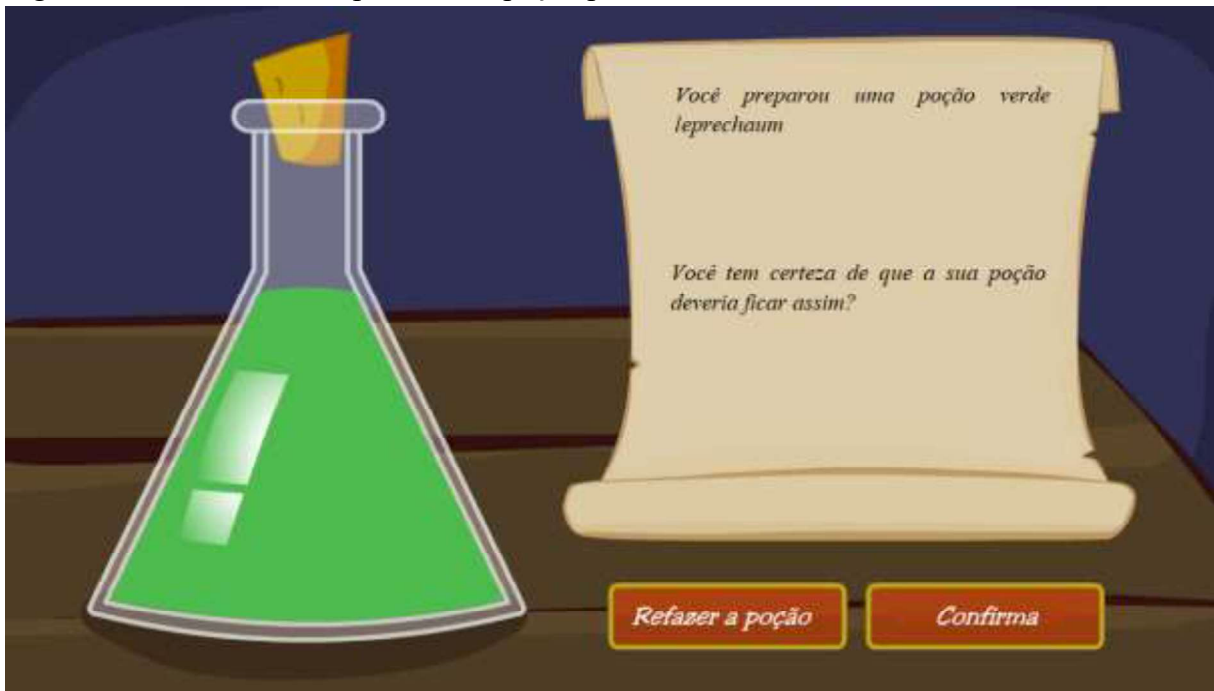 Você preparou uma poção verde
leprechaum
Você tem certeza de que a sua poção
deveria ficar assim?
Refazer a poção
Confirma